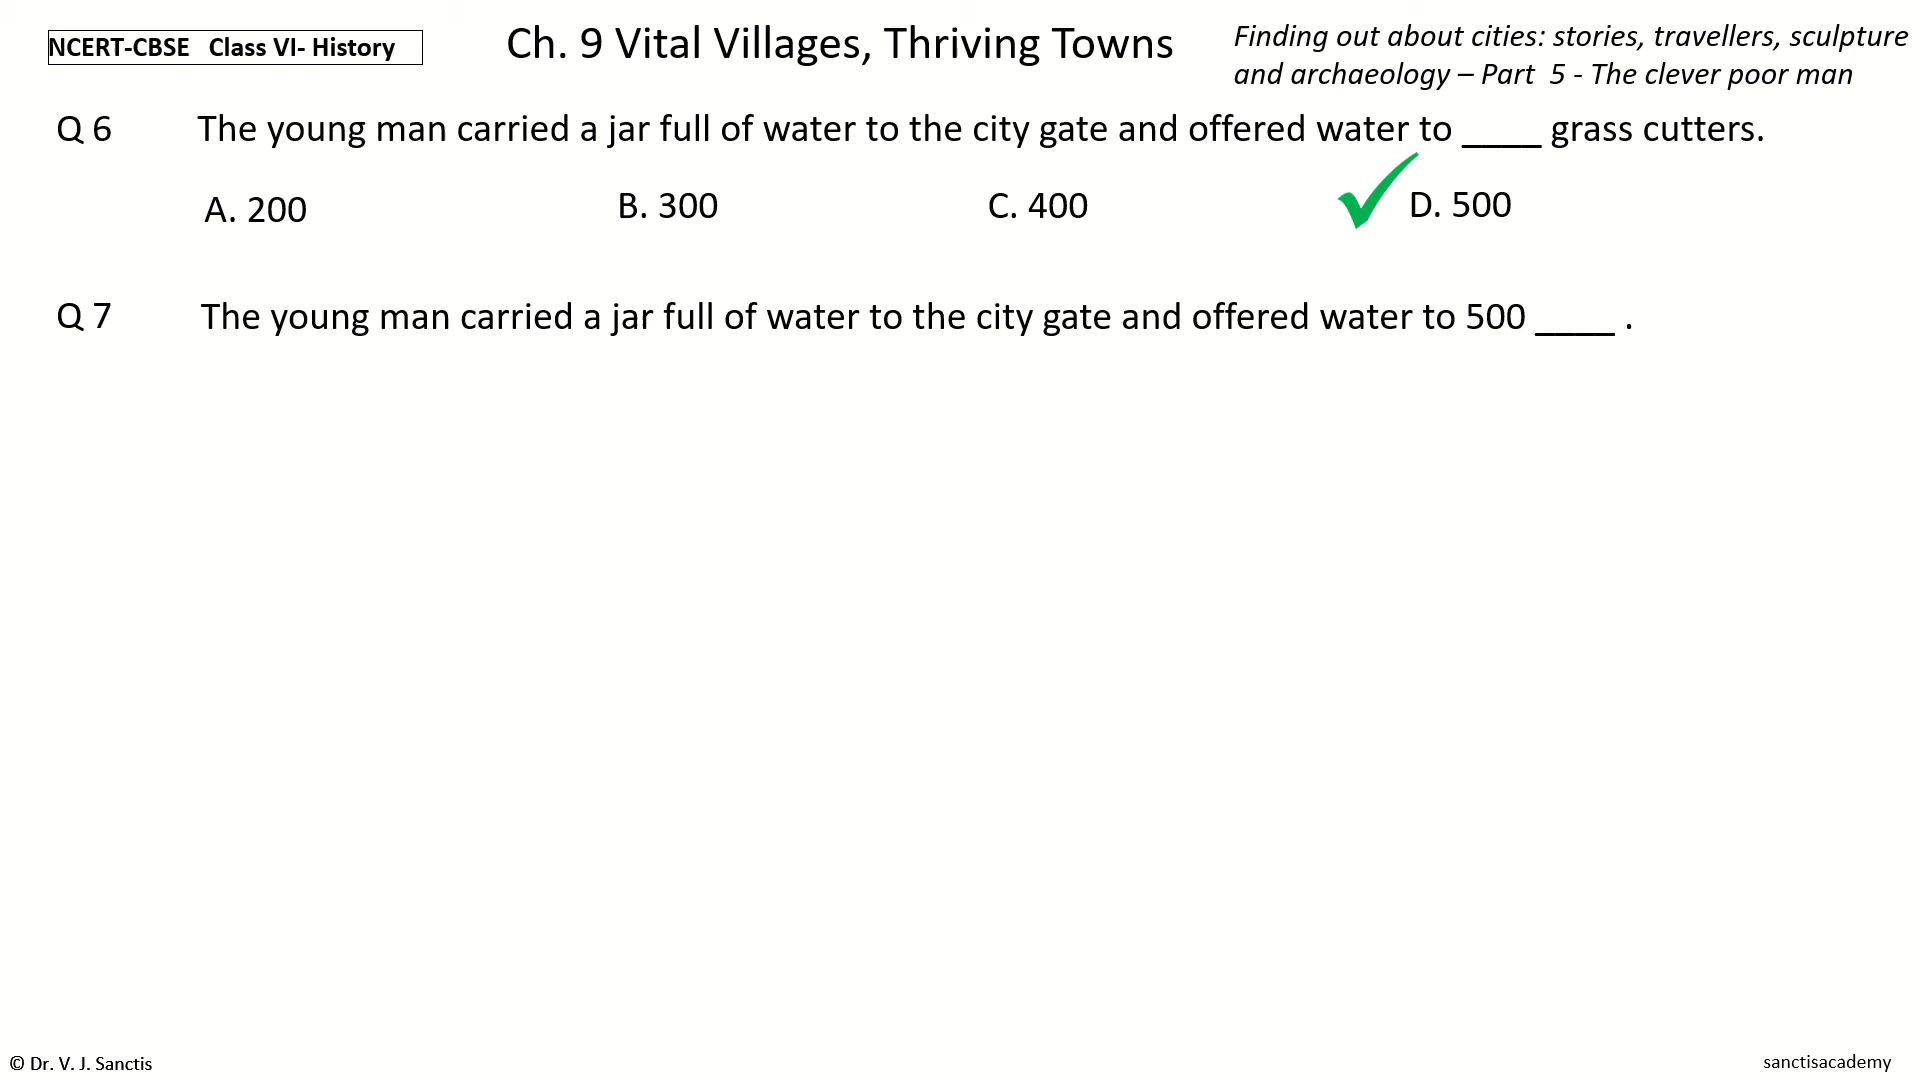 NCERT-CBSE Class VI- History
Ch. 9 Vital Villages, Thriving Towns
Finding out about cities: stories, travellers, sculpture
and archaeology – Part 5 - The clever poor man
Q 6 The young man carried a jar full of water to the city gate and offered water to ____ grass cutters.
A. 200 B. 300 C. 400 D. 500
Q 7 The young man carried a jar full of water to the city gate and offered water to 500 ____ .
© Dr. V. J. Sanctis
sanctisacademy